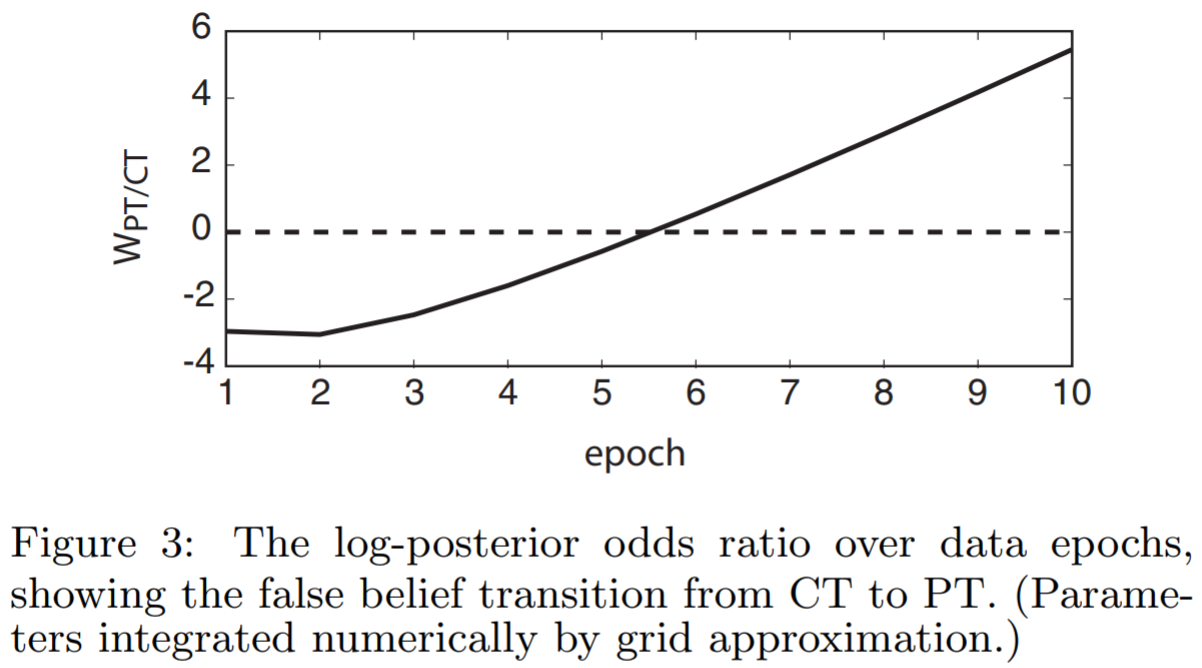 6
4
2
0
-2
-4
WPT/CT
1 2 3 4 5 6 7 8 9 10
epoch
Figure 3: The log-posterior odds ratio over data epochs,
showing the false belief transition from CT to PT. (Parame-
ters integrated numerically by grid approximation.)